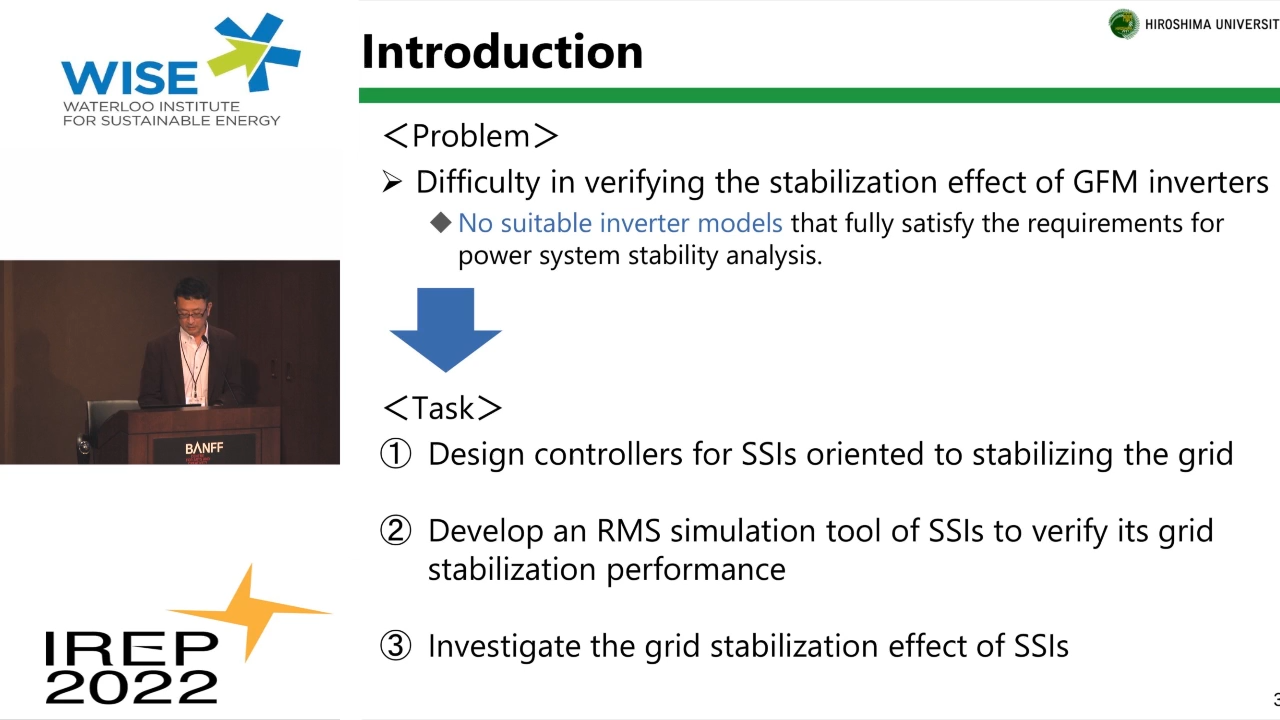 WISE
WATERLOO INSTITUTE
FOR SUSTAINABLE ENERGY
BANFF
IREP
2022
HIROSHIMA UNIVERSIT
Introduction
<Problem>
➢ Difficulty in verifying the stabilization effect of GFM inverters
◆ No suitable inverter models that fully satisfy the requirements for
power system stability analysis.
<Task>
① Design controllers for SSIs oriented to stabilizing the grid
② Develop an RMS simulation tool of SSIs to verify its grid
stabilization performance
③ Investigate the grid stabilization effect of SSIs
3